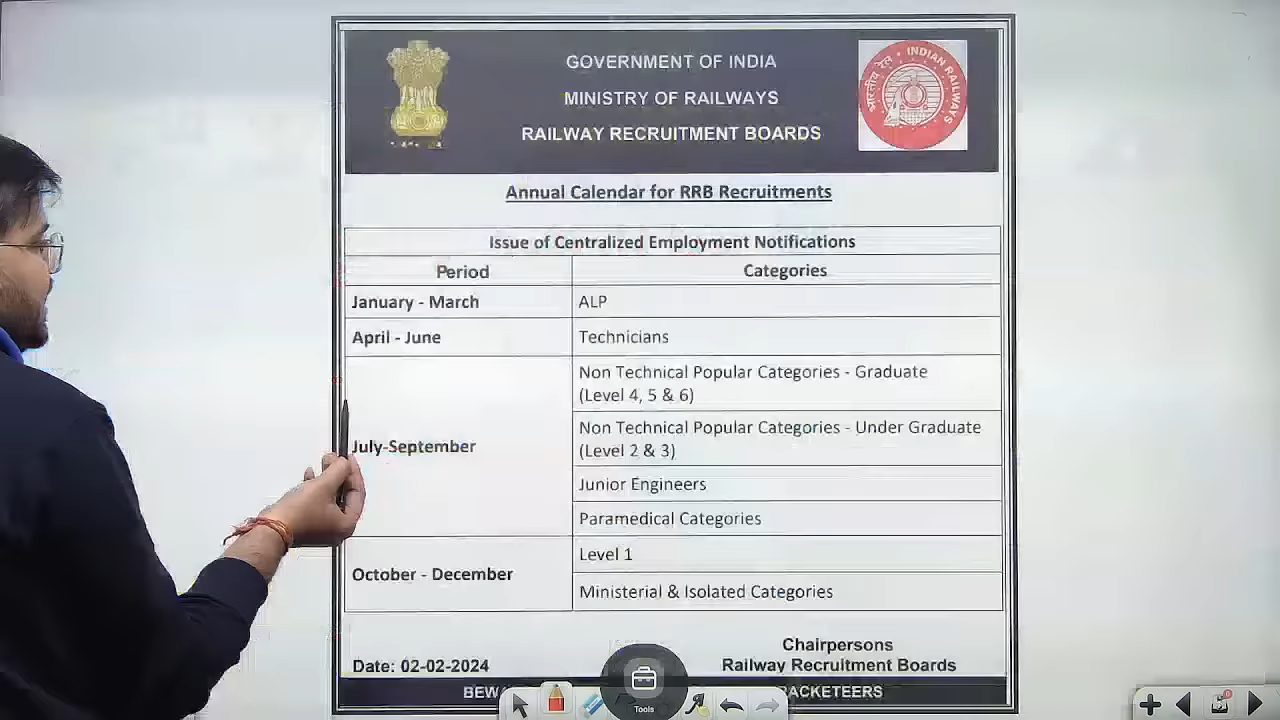 GOVERNMENT OF INDIA
MINISTRY OF RAILWAYS
RAILWAY RECRUITMENT BOARDS
भारतीय रेल • INDIAN RAILWAYS
Annual Calendar for RRB Recruitments
Issue of Centralized Employment Notifications
Period Categories
January - March ALP
April - June Technicians
July-September
Non Technical Popular Categories - Graduate
(Level 4, 5 & 6)
Non Technical Popular Categories - Under Graduate
(Level 2 & 3)
Junior Engineers
Paramedical Categories
October - December
Level 1
Ministerial & Isolated Categories
Chairpersons
Date: 02-02-2024 Railway Recruitment Boards
Tools